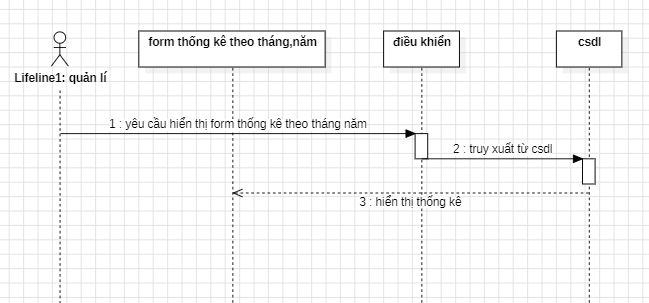 form thống kê theo tháng,năm
điều khiển
csdl
Lifeline1: quản lí
1 : yêu cầu hiển thị form thống kê theo tháng năm
2 : truy xuất từ csdl
3 : hiển thị thống kê